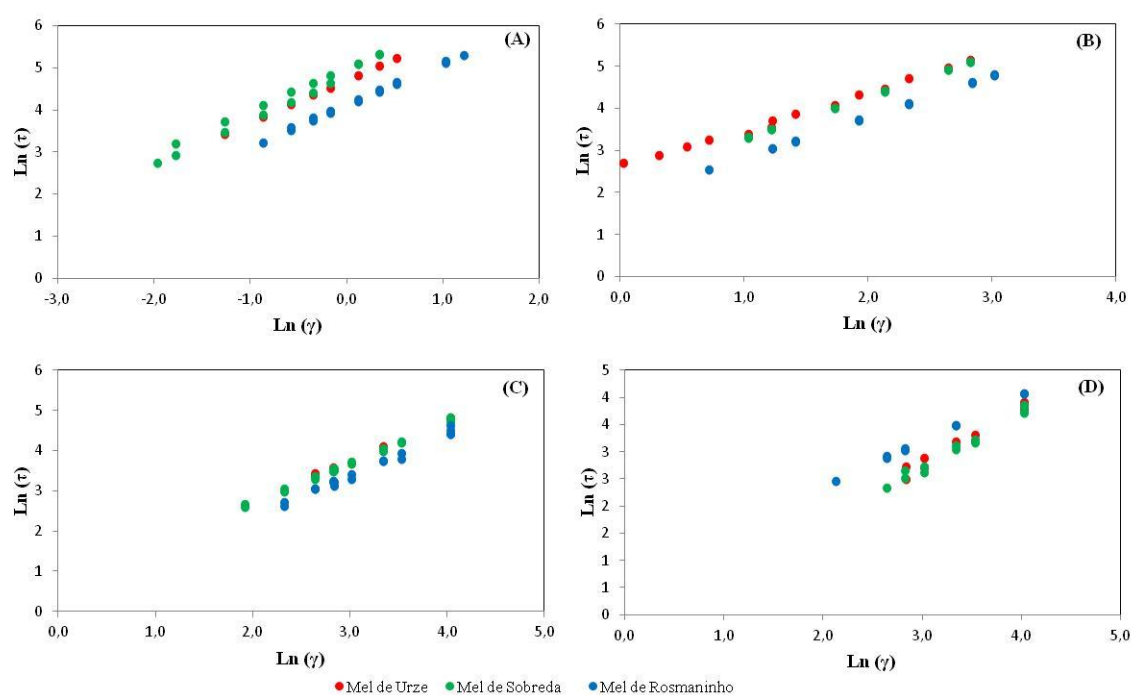 (A)
Ln (τ)
6
5
4
3
2
1
0
-3,0 -2,0 -1,0 0,0 1,0 2,0
Ln (γ)
(B)
Ln (τ)
6
5
4
3
2
1
0
0,0 1,0 2,0 3,0 4,0
Ln (γ)
(C)
Ln (τ)
6
5
4
3
2
1
0
0,0 1,0 2,0 3,0 4,0 5,0
Ln (γ)
(D)
Ln (τ)
5
4
4
3
3
2
2
1
1
0
0,0 1,0 2,0 3,0 4,0 5,0
Ln (γ)
Mel de Urze Mel de Sobreda Mel de Rosmaninho